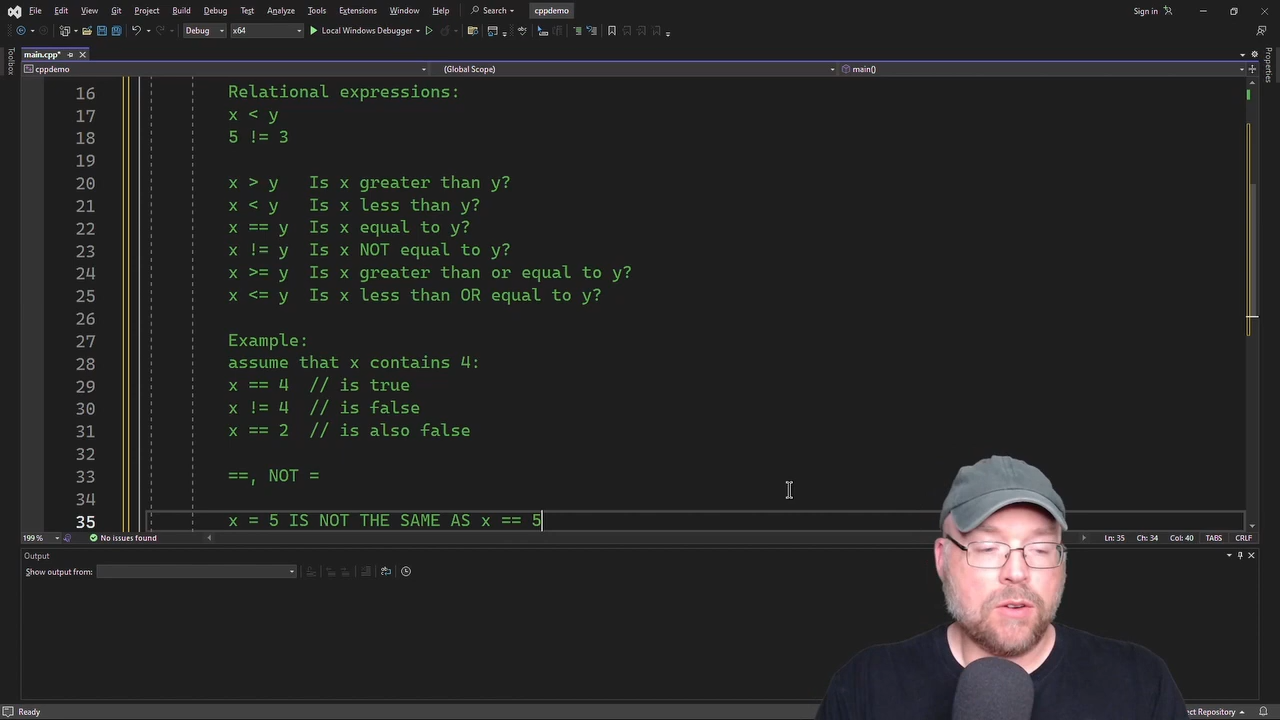 File Edit View Git Project Build Debug Test Analyze Tools Extensions Window Help Search cppdemo Sign in
Debug x64 Local Windows Debugger
main.cpp*
Toolbox
Properties
cppdemo (Global Scope) main()
16 Relational expressions:
17 x < y
18 5 != 3
19
20 x > y Is x greater than y?
21 x < y Is x less than y?
22 x == y Is x equal to y?
23 x != y Is x NOT equal to y?
24 x >= y Is x greater than or equal to y?
25 x <= y Is x less than OR equal to y?
26
27 Example:
28 assume that x contains 4:
29 x == 4 // is true
30 x != 4 // is false
31 x == 2 // is also false
32
33 ==, NOT =
34
35 x = 5 IS NOT THE SAME AS x == 5
199 % No issues found Ln: 35 Ch: 34 Col: 40 TABS CRLF
Output
Show output from:
Ready
ct Repository